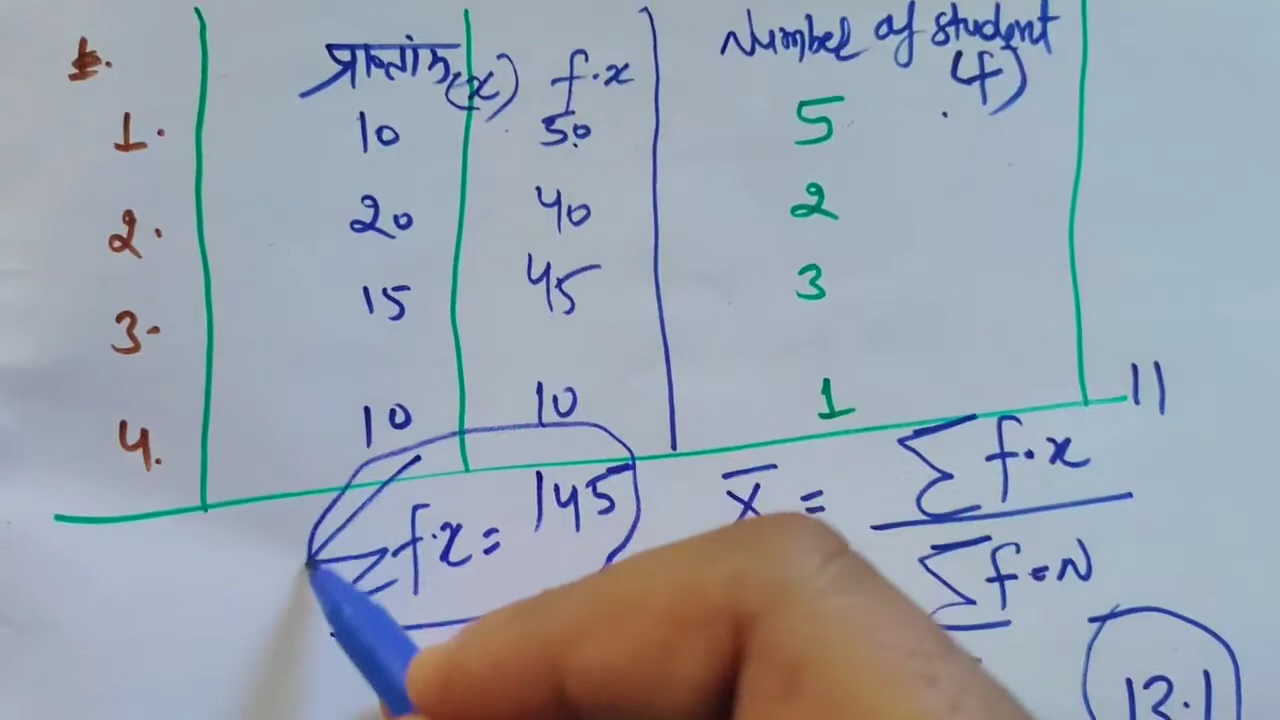 प्राप्तांक (x) f.x Number of student (f)
1. 10 50 5
2. 20 40 2
3. 15 45 3
4. 10 10 1 11
Σf.x = 145
X̄ = Σf.x / Σf=N
13.1